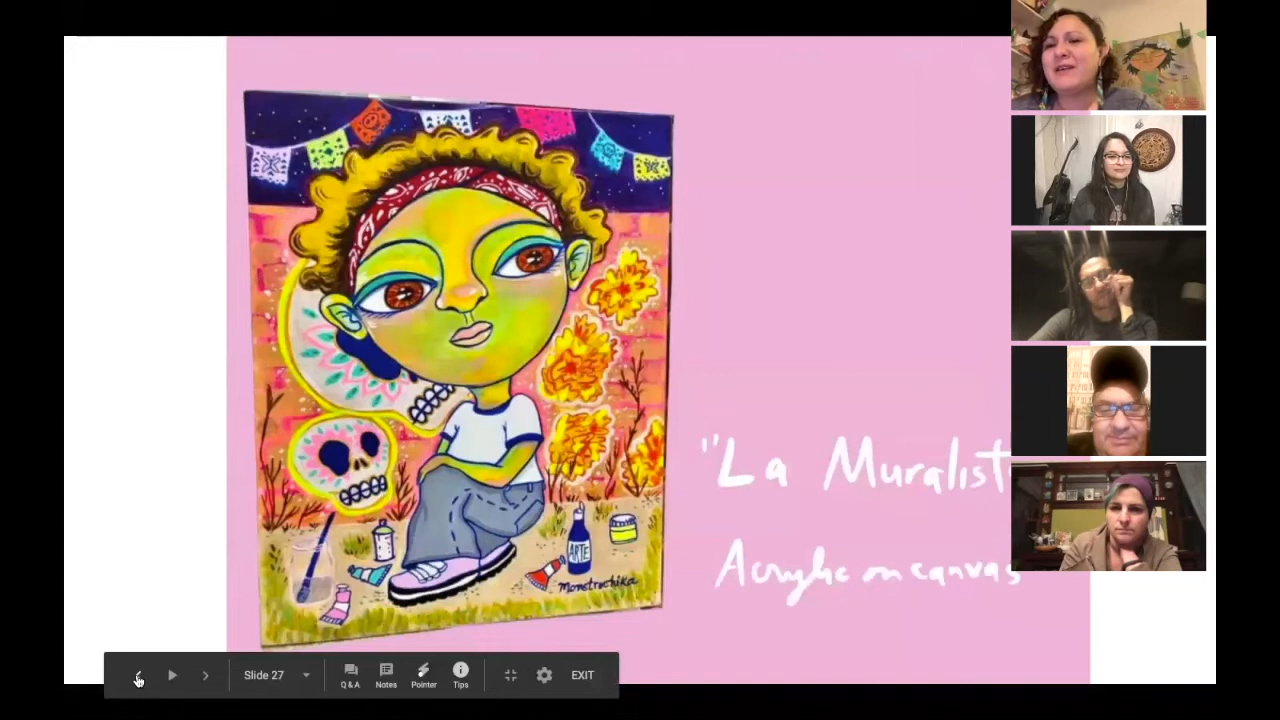 "La Muralist
Acrylic on canvas
ARTE
Monstrochika
Slide 27
Q & A
Notes
Pointer
Tips
EXIT